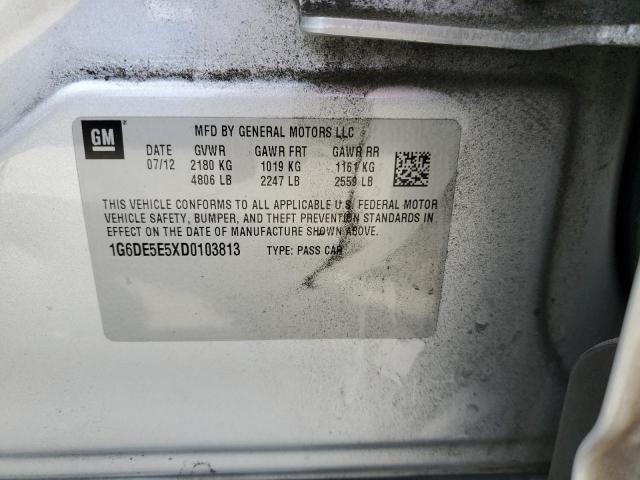 GM
MFD BY GENERAL MOTORS LLC
DATE GVWR GAWR FRT GAWR RR
07/12 2180 KG 1019 KG 1161 KG
4806 LB 2247 LB 2559 LB
THIS VEHICLE CONFORMS TO ALL APPLICABLE U.S. FEDERAL MOTOR
VEHICLE SAFETY, BUMPER, AND THEFT PREVENTION STANDARDS IN
EFFECT ON THE DATE OF MANUFACTURE SHOWN ABOVE.
1G6DE5E5XD0103813 TYPE: PASS CAR